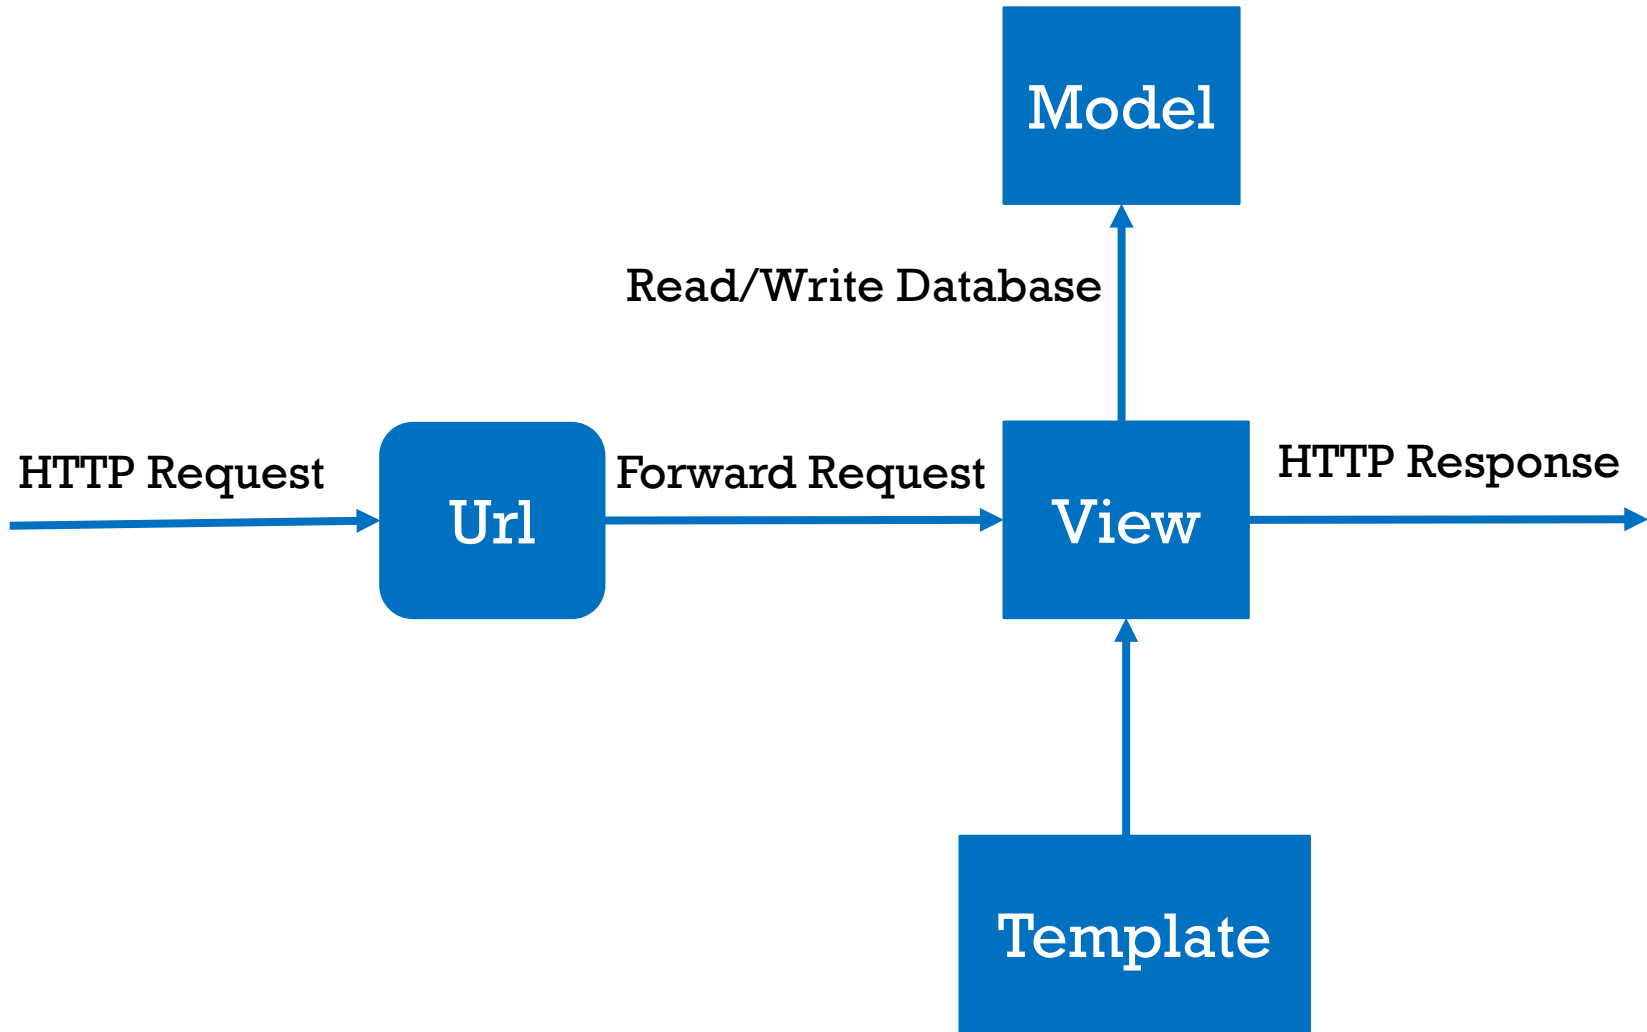 Model
Read/Write Database
HTTP Request
Url
Forward Request
View
HTTP Response
Template